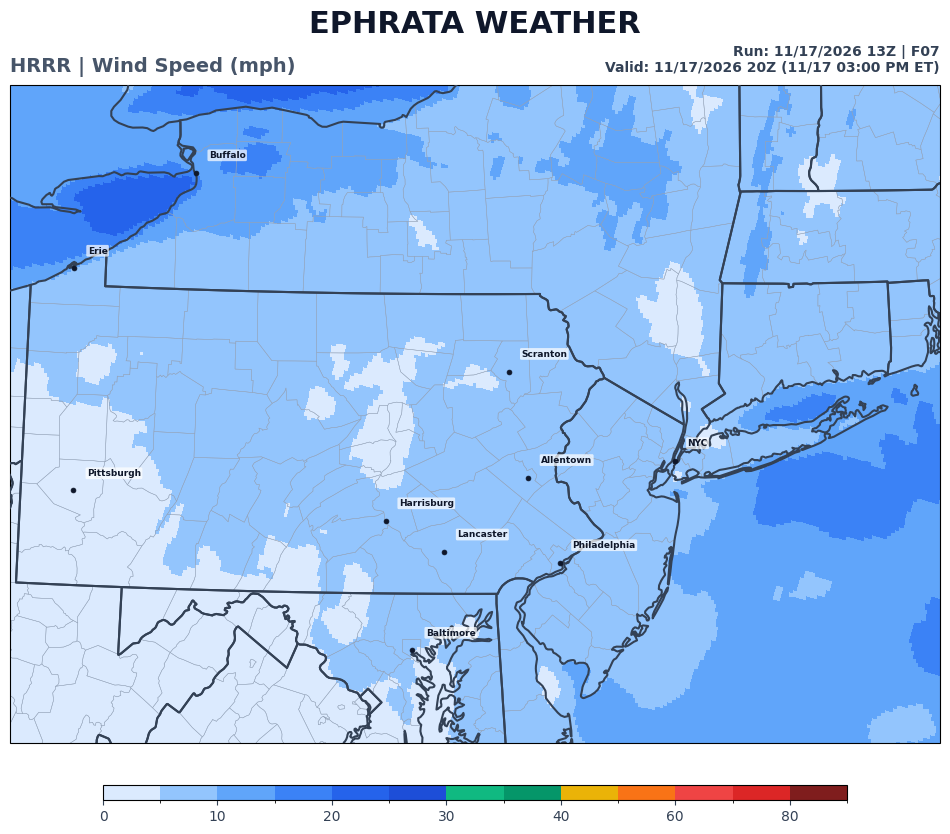 EPHRATA WEATHER
HRRR | Wind Speed (mph)
Run: 11/17/2026 13Z | F07
Valid: 11/17/2026 20Z (11/17 03:00 PM ET)
Buffalo
Erie
Scranton
NYC
Allentown
Pittsburgh
Harrisburg
Lancaster
Philadelphia
Baltimore
0 10 20 30 40 50 60 70 80